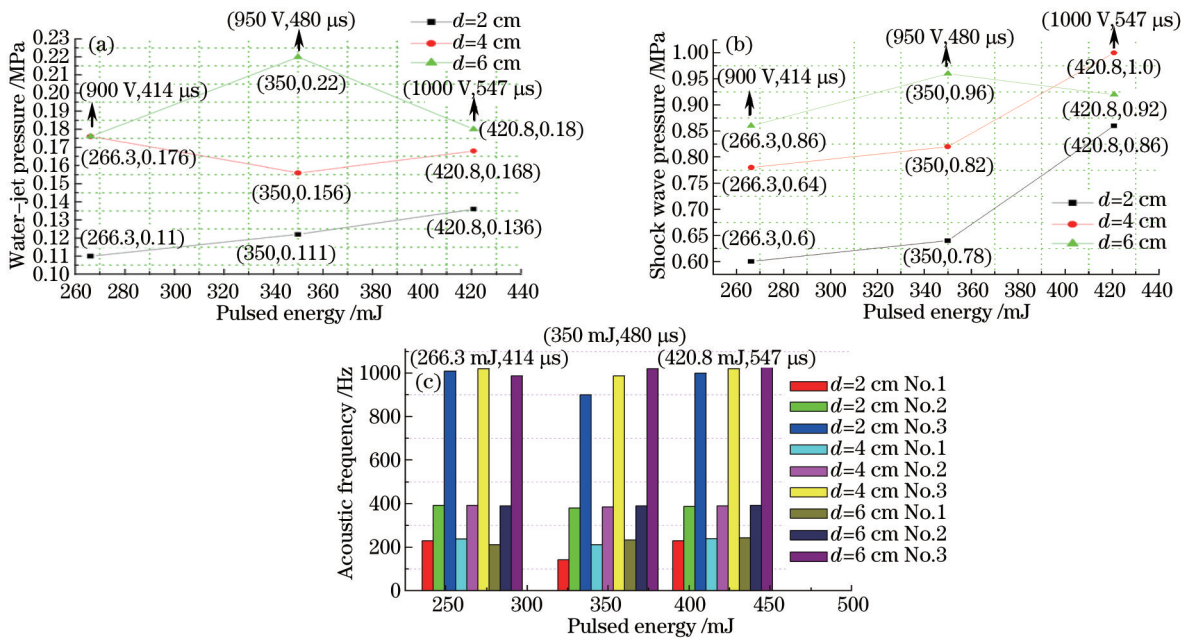 (a)
(950 V,480 μs)
d=2 cm
d=4 cm
d=6 cm
Water-jet pressure /MPa
0.23
0.22
0.21
0.20
0.19
0.18
0.17
0.16
0.15
0.14
0.13
0.12
0.11
0.10
(900 V,414 μs)
(350,0.22)
(1000 V,547 μs)
(420.8,0.18)
(266.3,0.176)
(350,0.156)
(420.8,0.168)
(266.3,0.11)
(350,0.111)
(420.8,0.136)
260 280 300 320 340 360 380 400 420 440
Pulsed energy /mJ
(b)
(1000 V,547 μs)
(950 V,480 μs)
(900 V,414 μs)
Shock wave pressure /MPa
1.00
0.95
0.90
0.85
0.80
0.75
0.70
0.65
0.60
(420.8,1.0)
(350,0.96)
(420.8,0.92)
(266.3,0.86)
(420.8,0.86)
(350,0.82)
(266.3,0.64)
d=2 cm
d=4 cm
d=6 cm
(266.3,0.6)
(350,0.78)
260 280 300 320 340 360 380 400 420 440
Pulsed energy /mJ
(350 mJ,480 μs)
(266.3 mJ,414 μs)
(420.8 mJ,547 μs)
(c)
Acoustic frequency /Hz
1000
800
600
400
200
0
d=2 cm No.1
d=2 cm No.2
d=2 cm No.3
d=4 cm No.1
d=4 cm No.2
d=4 cm No.3
d=6 cm No.1
d=6 cm No.2
d=6 cm No.3
250 300 350 400 450 500
Pulsed energy /mJ